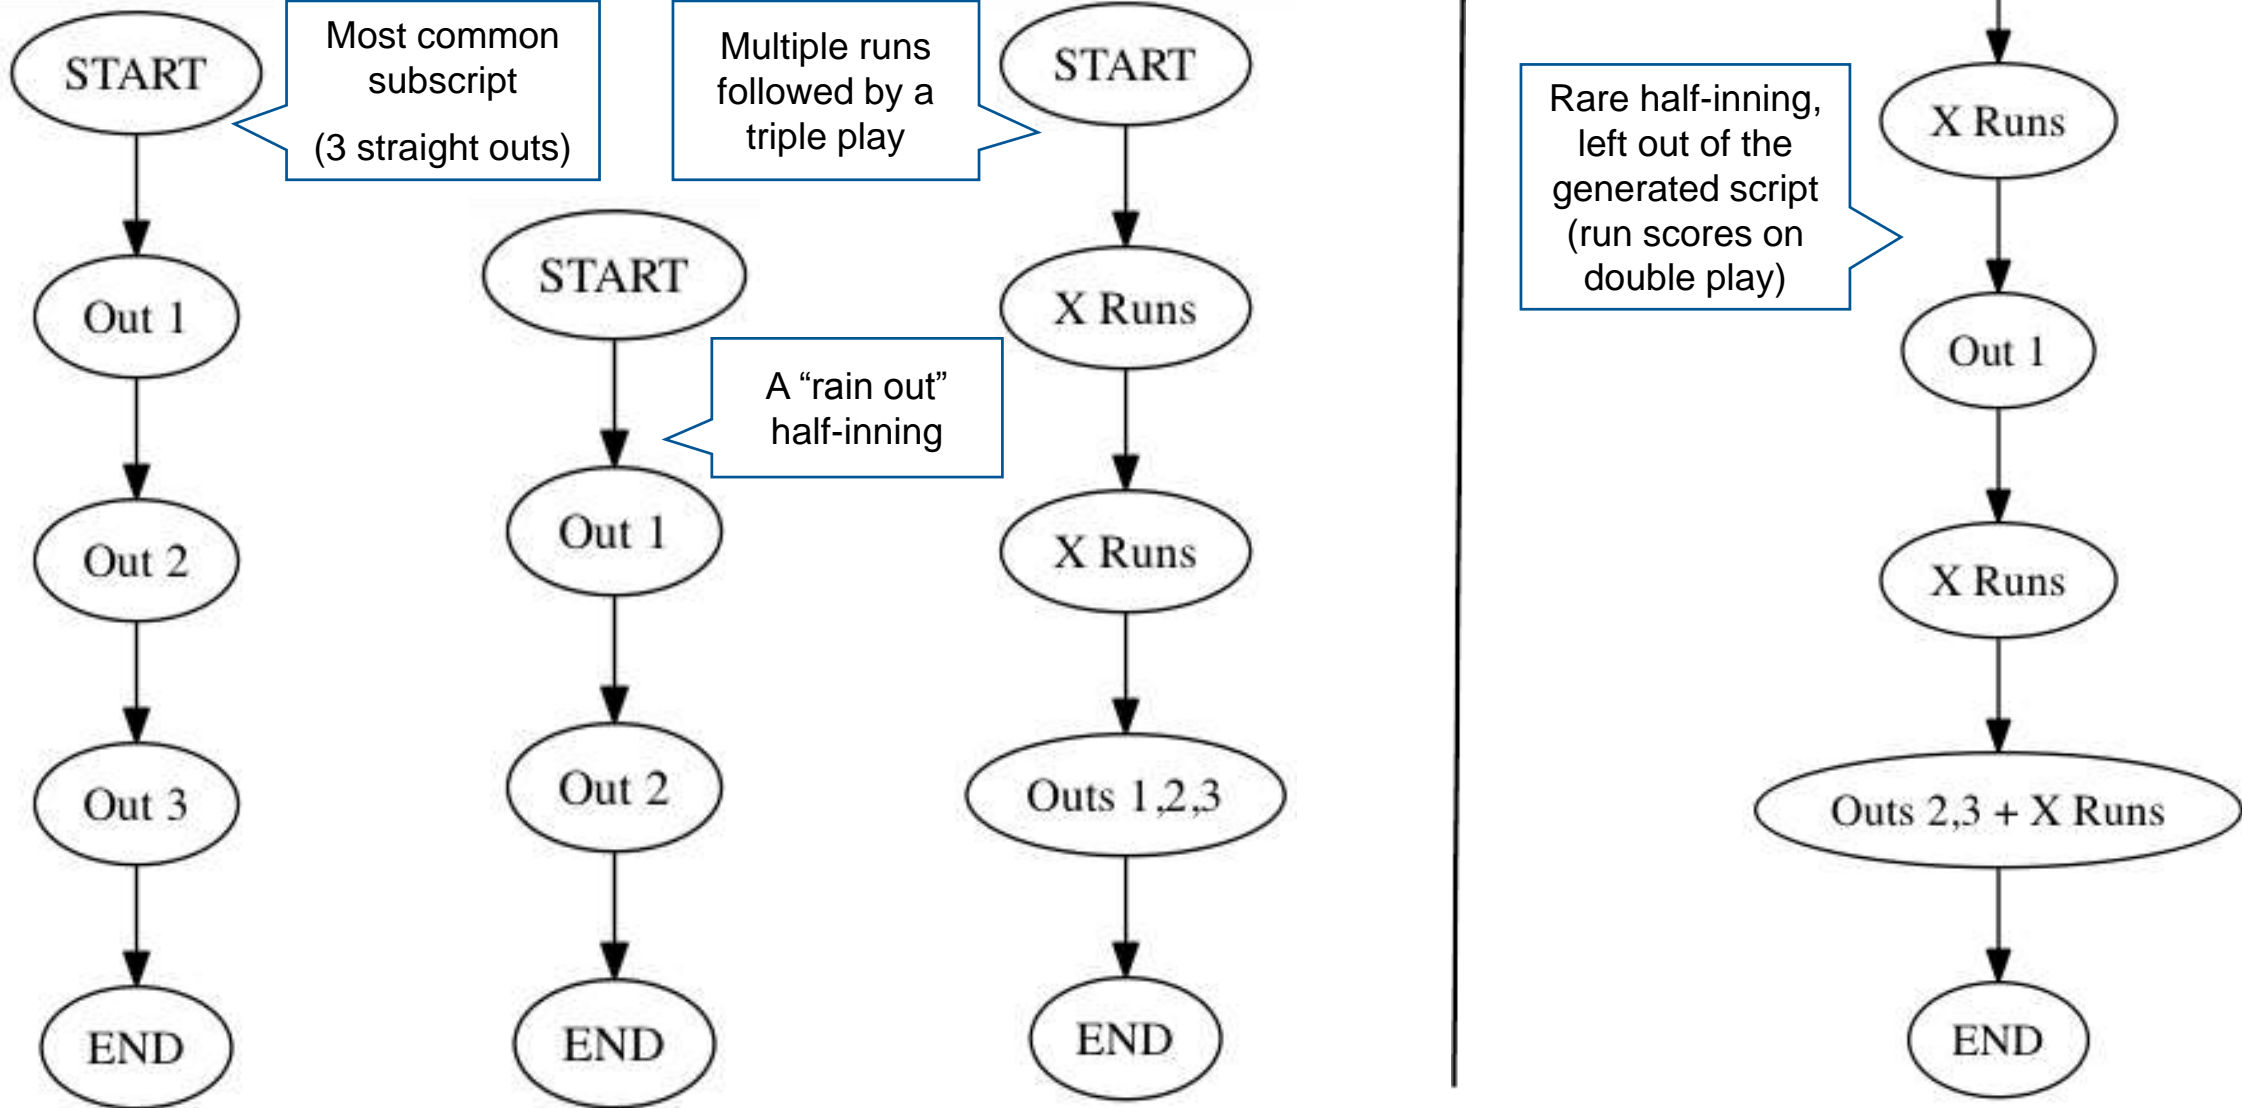 START
Most common
subscript
(3 straight outs)
Out 1
Out 2
Out 3
END
START
A “rain out”
half-inning
Out 1
Out 2
END
Multiple runs
followed by a
triple play
START
X Runs
X Runs
Outs 1,2,3
END
Rare half-inning,
left out of the
generated script
(run scores on
double play)
X Runs
Out 1
X Runs
Outs 2,3 + X Runs
END